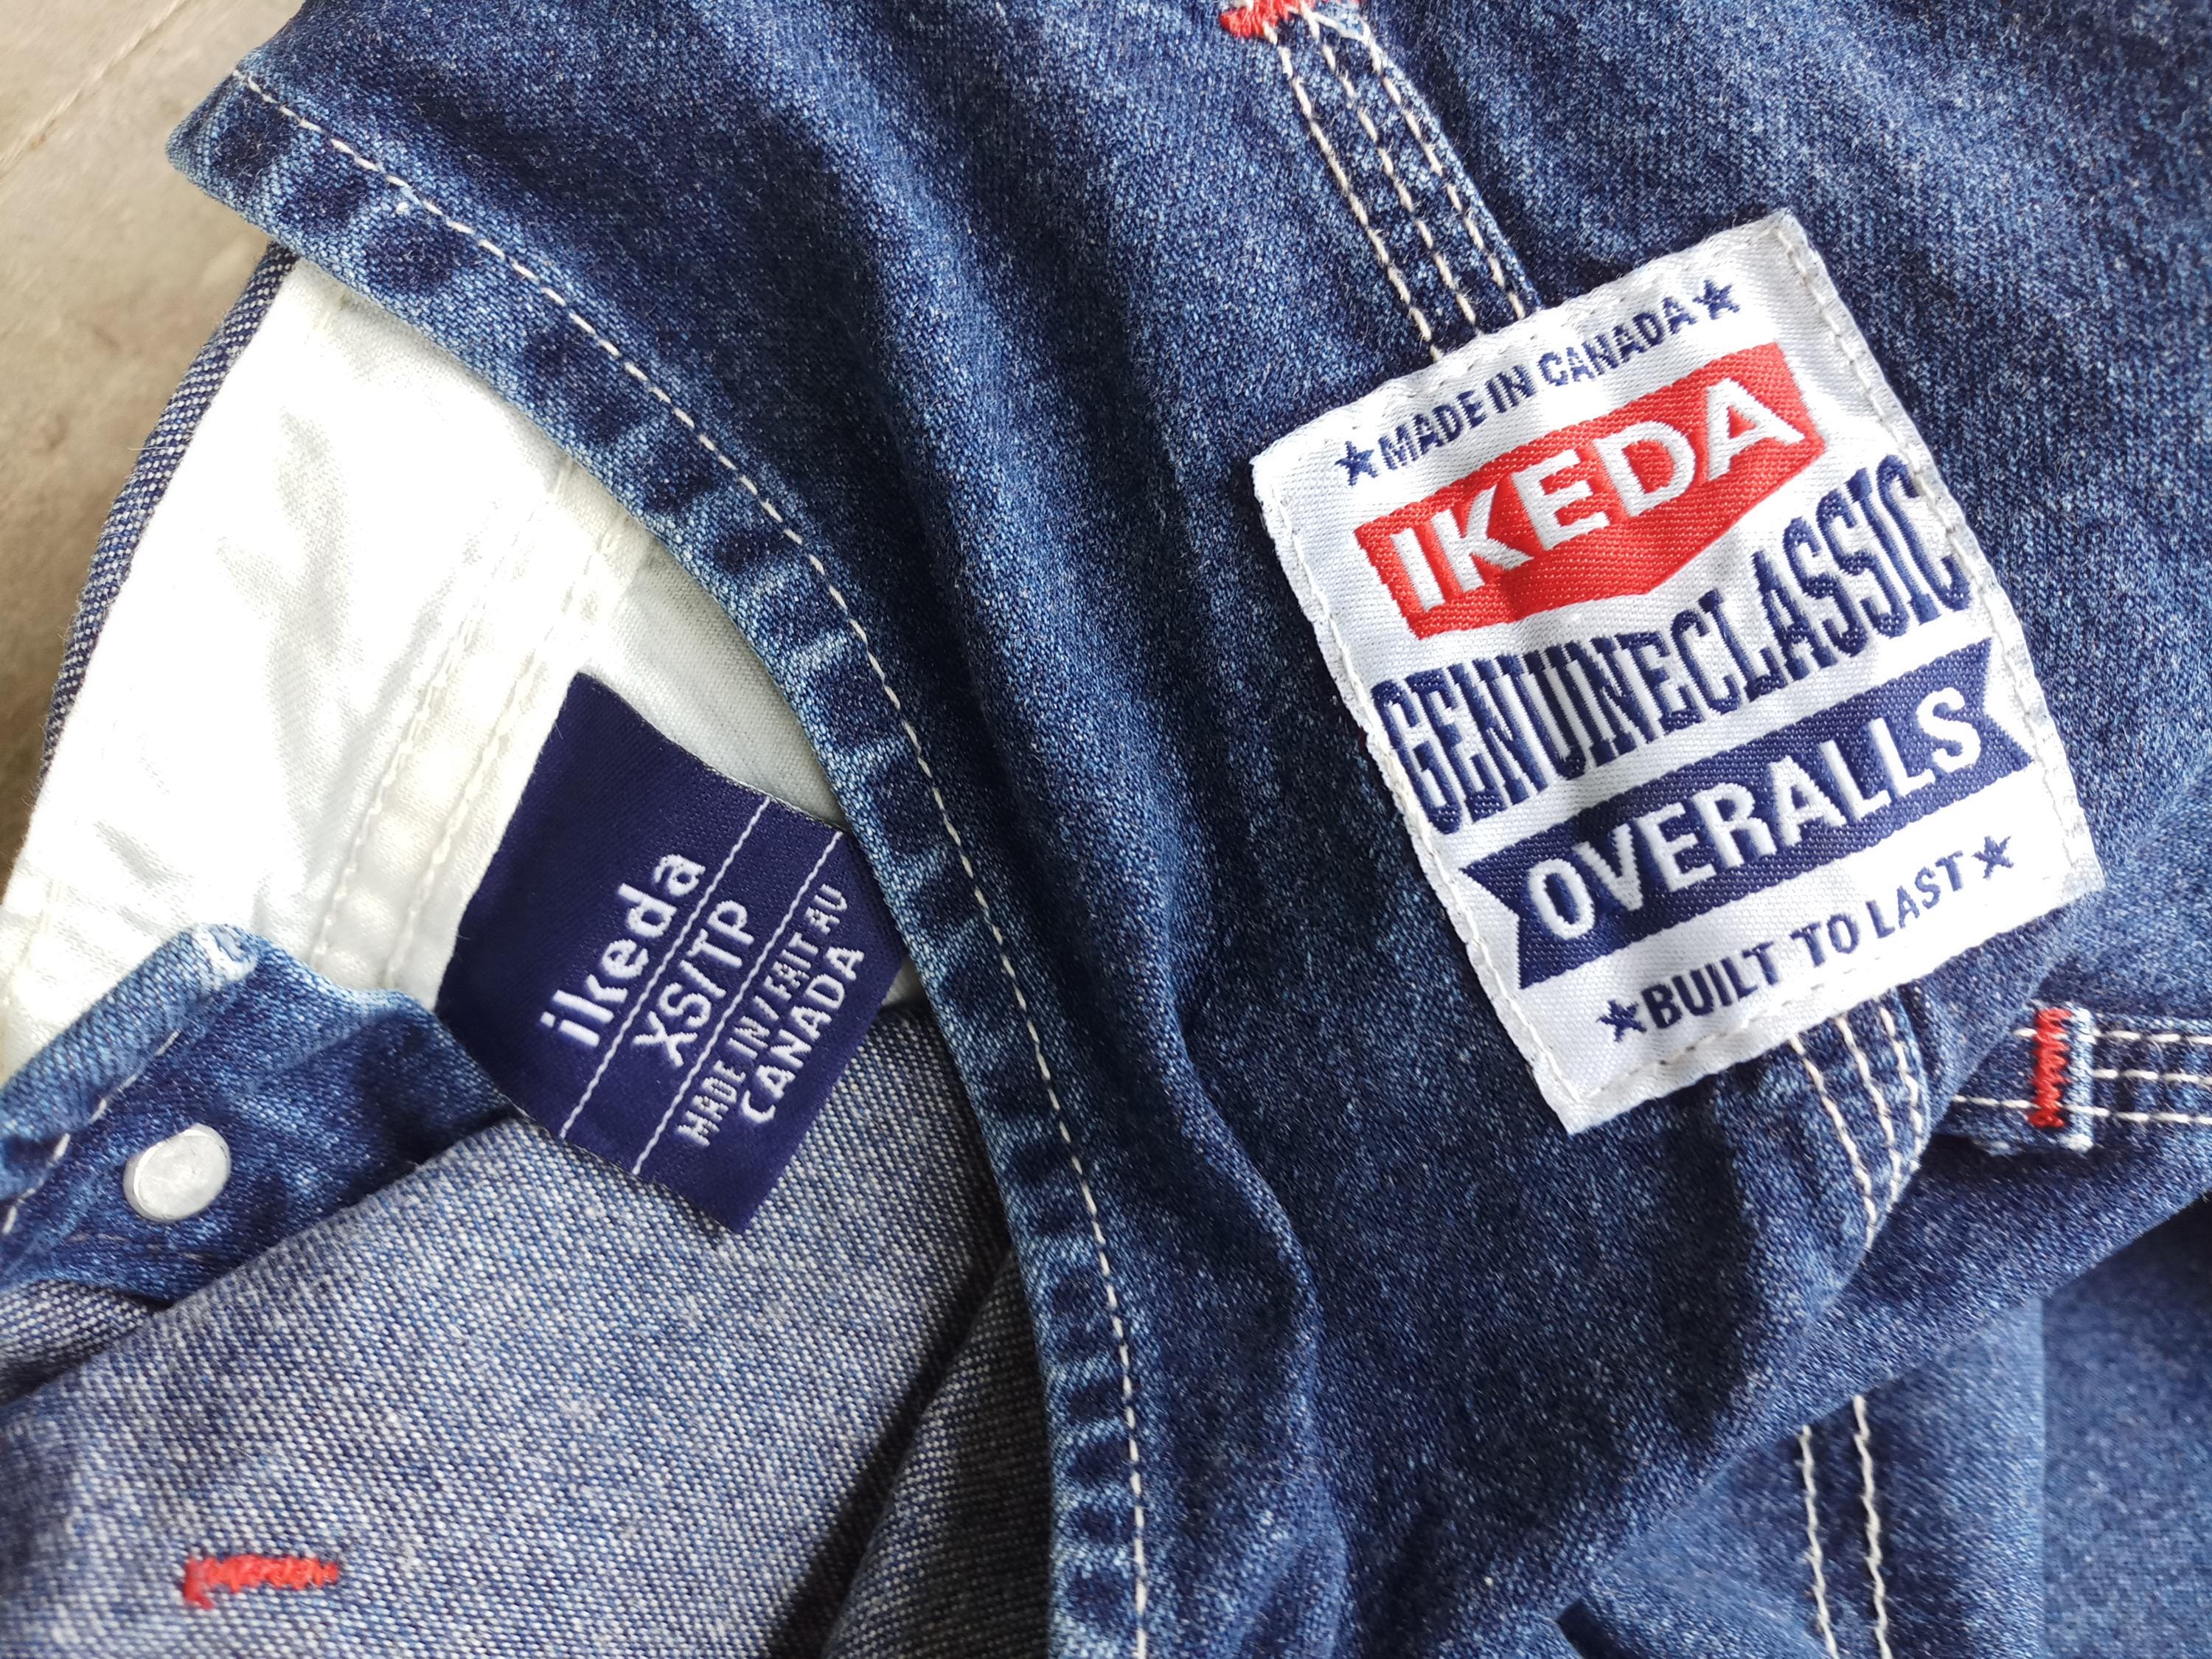 ★MADE IN CANADA★
IKEDA
GENUINECLASSIC
OVERALLS
★BUILT TO LAST★
ikeda
XS/TP
MADE IN / FAIT AU
CANADA